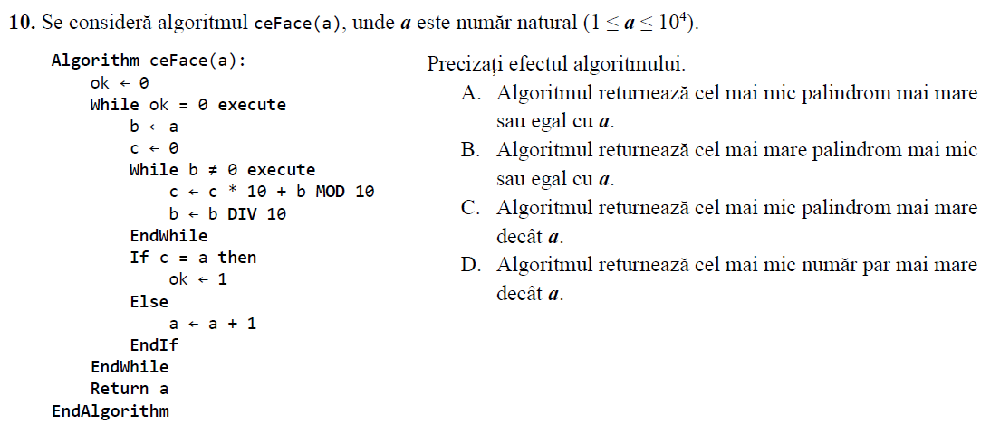 10. Se consideră algoritmul ceFace(a), unde a este număr natural (1 ≤ a ≤ 10⁴).
Algorithm ceFace(a):
ok ← 0
While ok = 0 execute
b ← a
c ← 0
While b ≠ 0 execute
c ← c * 10 + b MOD 10
b ← b DIV 10
EndWhile
If c = a then
ok ← 1
Else
a ← a + 1
EndIf
EndWhile
Return a
EndAlgorithm
Precizați efectul algoritmului.
A. Algoritmul returnează cel mai mic palindrom mai mare
sau egal cu a.
B. Algoritmul returnează cel mai mare palindrom mai mic
sau egal cu a.
C. Algoritmul returnează cel mai mic palindrom mai mare
decât a.
D. Algoritmul returnează cel mai mic număr par mai mare
decât a.